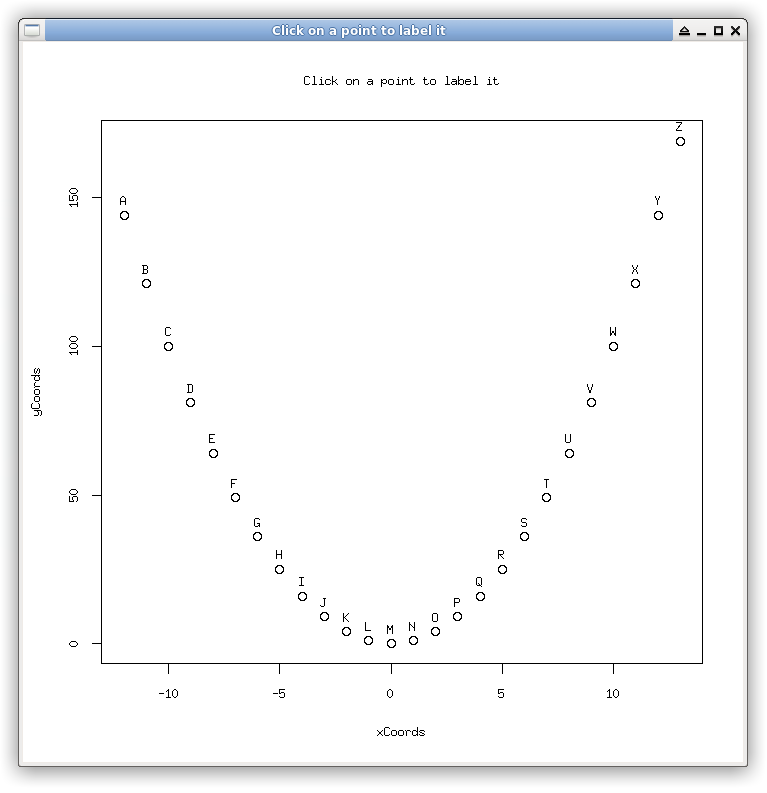 Click on a point to label it
Click on a point to label it
Z
150
A
Y
B
X
C
W
100
D
V
yCoords
E
U
F
T
50
G
S
H
R
I
Q
J
P
K
O
L
N
M
0
-10 -5 0 5 10
xCoords